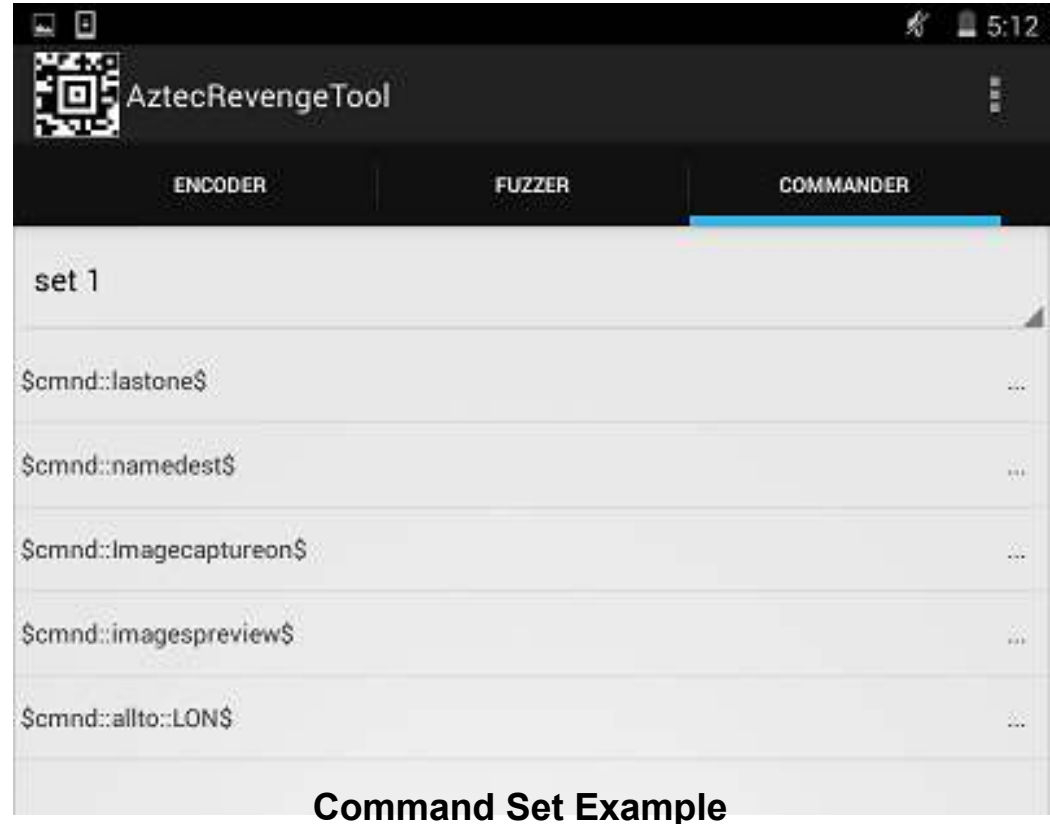 5:12
AztecRevengeTool
ENCODER FUZZER COMMANDER
set 1
$cmnd::lastone$ ...
$cmnd::namedest$ ...
$cmnd::Imagecaptureon$ ...
$cmnd::imagespreview$ ...
$cmnd::allto::LON$ ...
Command Set Example